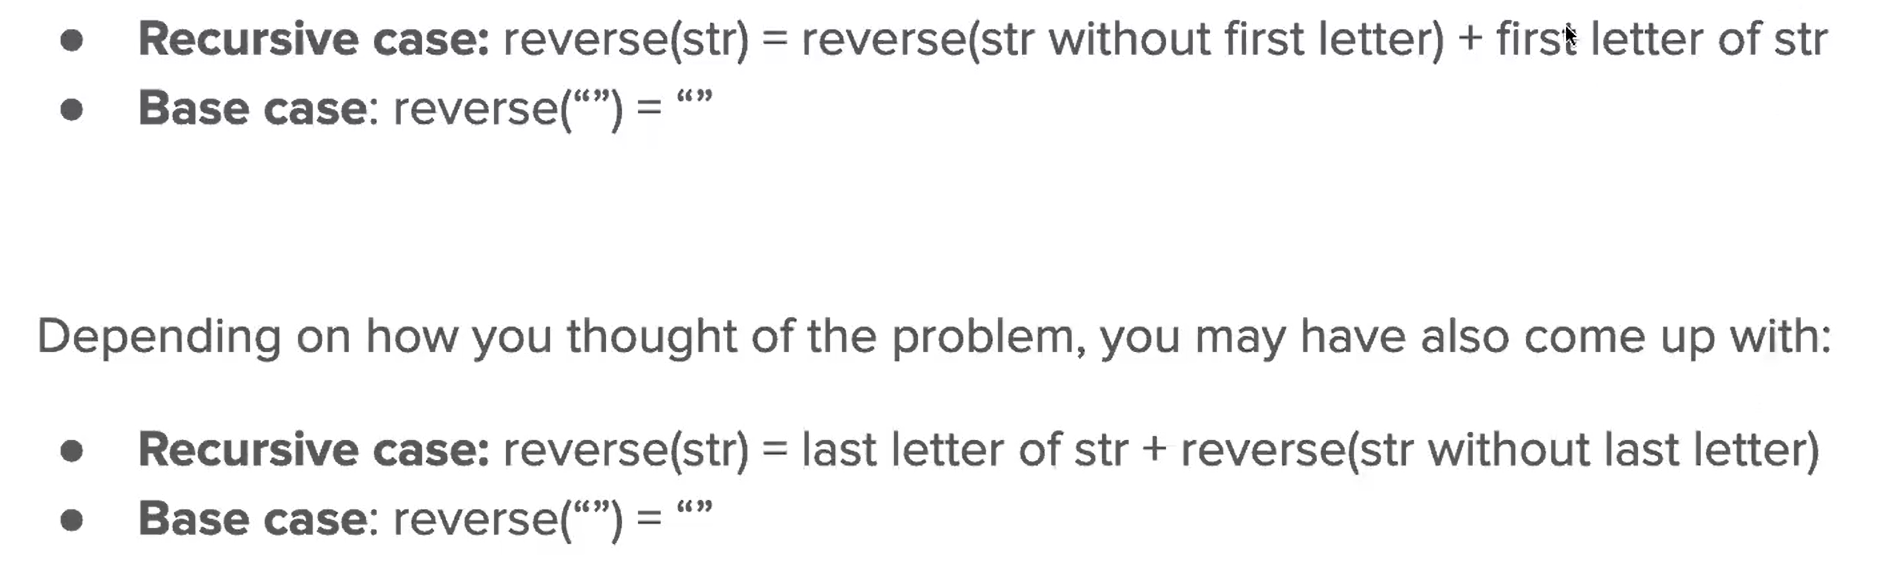 ● Recursive case: reverse(str) = reverse(str without first letter) + first letter of str
● Base case: reverse(“”) = “”
Depending on how you thought of the problem, you may have also come up with:
● Recursive case: reverse(str) = last letter of str + reverse(str without last letter)
● Base case: reverse(“”) = “”